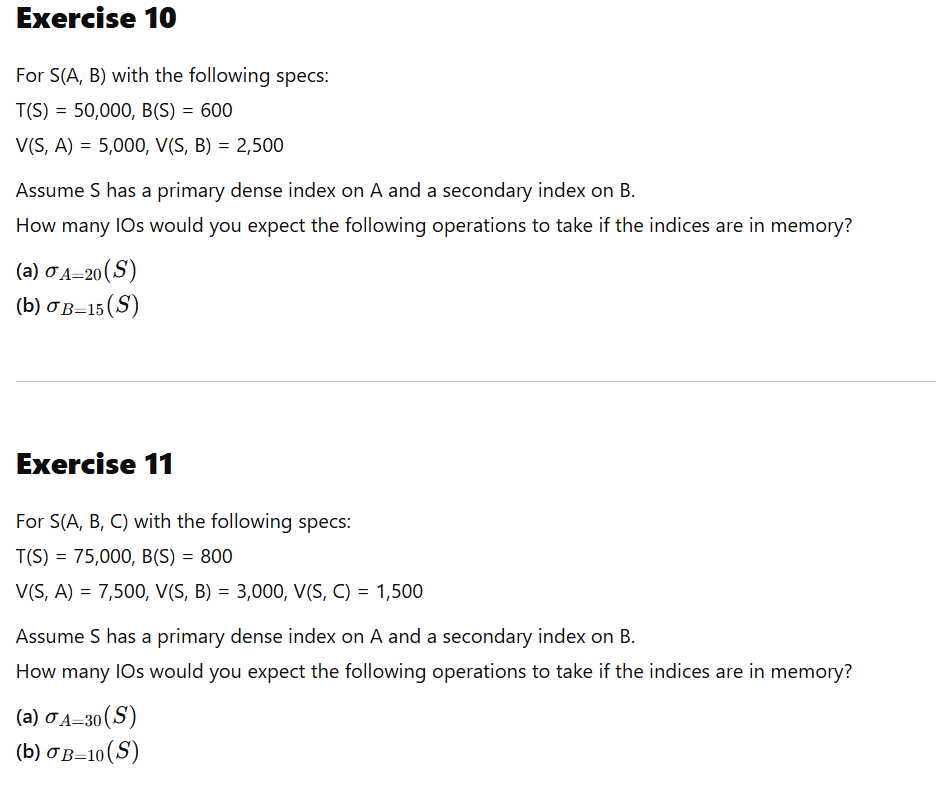 Exercise 10
For S(A, B) with the following specs:
T(S) = 50,000, B(S) = 600
V(S, A) = 5,000, V(S, B) = 2,500
Assume S has a primary dense index on A and a secondary index on B.
How many IOs would you expect the following operations to take if the indices are in memory?
(a) σ_{A=20}(S)
(b) σ_{B=15}(S)
Exercise 11
For S(A, B, C) with the following specs:
T(S) = 75,000, B(S) = 800
V(S, A) = 7,500, V(S, B) = 3,000, V(S, C) = 1,500
Assume S has a primary dense index on A and a secondary index on B.
How many IOs would you expect the following operations to take if the indices are in memory?
(a) σ_{A=30}(S)
(b) σ_{B=10}(S)